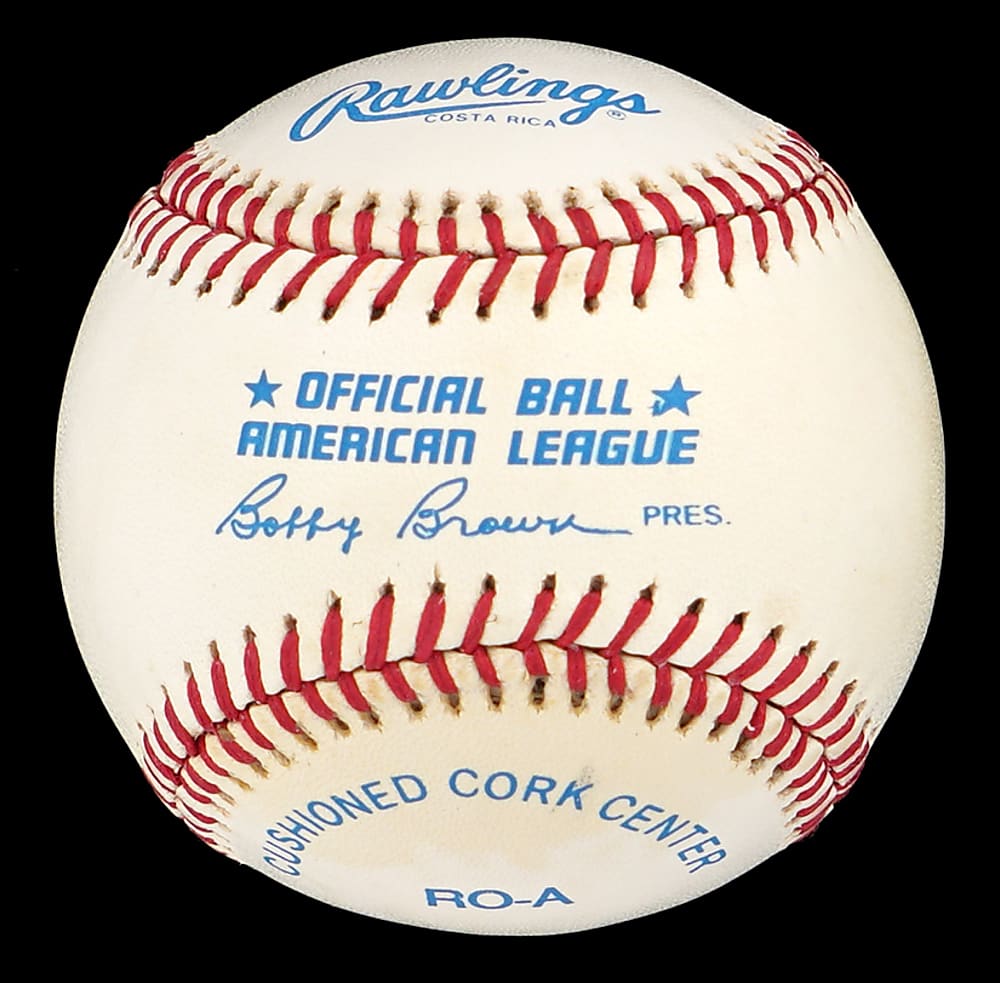 Rawlings®
COSTA RICA
★ OFFICIAL BALL ★
AMERICAN LEAGUE
Bobby Brown PRES.
CUSHIONED CORK CENTER
RO-A